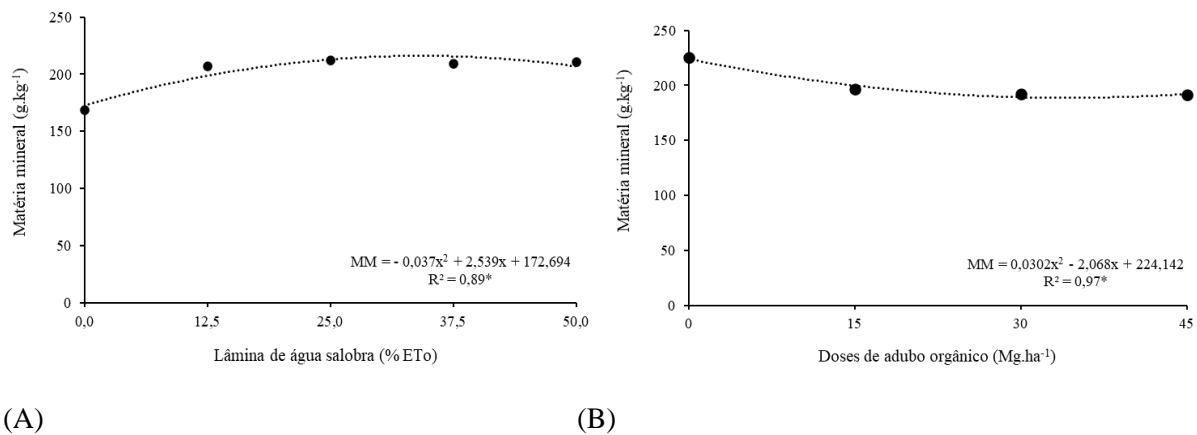 Matéria mineral (g.kg⁻¹)
250
200
150
100
50
0
MM = - 0,037x² + 2,539x + 172,694
R² = 0,89*
0,0 12,5 25,0 37,5 50,0
Lâmina de água salobra (% ETo)
(A)
Matéria mineral (g.kg⁻¹)
250
200
150
100
50
0
MM = 0,0302x² - 2,068x + 224,142
R² = 0,97*
0 15 30 45
Doses de adubo orgânico (Mg.ha⁻¹)
(B)